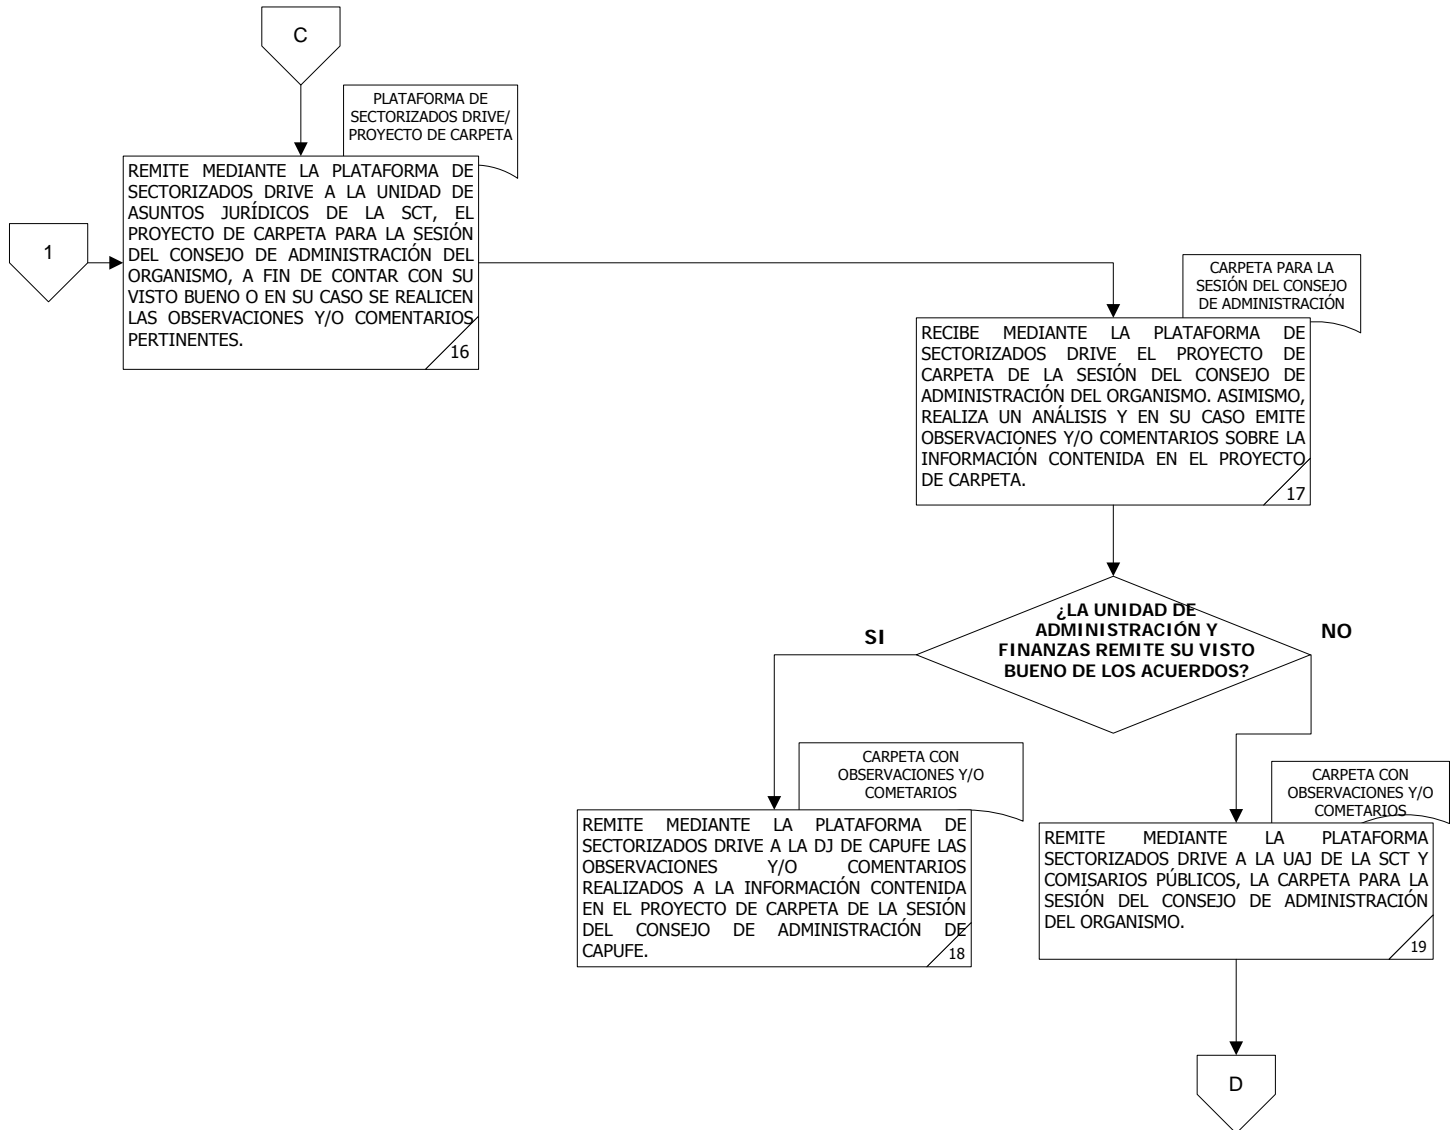 C
PLATAFORMA DE
SECTORIZADOS DRIVE/
PROYECTO DE CARPETA
REMITE MEDIANTE LA PLATAFORMA DE
SECTORIZADOS DRIVE A LA UNIDAD DE
ASUNTOS JURÍDICOS DE LA SCT, EL
PROYECTO DE CARPETA PARA LA SESIÓN
DEL CONSEJO DE ADMINISTRACIÓN DEL
ORGANISMO, A FIN DE CONTAR CON SU
VISTO BUENO O EN SU CASO SE REALICEN
LAS OBSERVACIONES Y/O COMENTARIOS
PERTINENTES.
16
1
CARPETA PARA LA
SESIÓN DEL CONSEJO
DE ADMINISTRACIÓN
RECIBE MEDIANTE LA PLATAFORMA DE
SECTORIZADOS DRIVE EL PROYECTO DE
CARPETA DE LA SESIÓN DEL CONSEJO DE
ADMINISTRACIÓN DEL ORGANISMO. ASIMISMO,
REALIZA UN ANÁLISIS Y EN SU CASO EMITE
OBSERVACIONES Y/O COMENTARIOS SOBRE LA
INFORMACIÓN CONTENIDA EN EL PROYECTO
DE CARPETA.
17
¿LA UNIDAD DE
ADMINISTRACIÓN Y
FINANZAS REMITE SU VISTO
BUENO DE LOS ACUERDOS?
SI
NO
CARPETA CON
OBSERVACIONES Y/O
COMETARIOS
REMITE MEDIANTE LA PLATAFORMA DE
SECTORIZADOS DRIVE A LA DJ DE CAPUFE LAS
OBSERVACIONES Y/O COMENTARIOS
REALIZADOS A LA INFORMACIÓN CONTENIDA
EN EL PROYECTO DE CARPETA DE LA SESIÓN
DEL CONSEJO DE ADMINISTRACIÓN DE
CAPUFE.
18
CARPETA CON
OBSERVACIONES Y/O
COMETARIOS
REMITE MEDIANTE LA PLATAFORMA
SECTORIZADOS DRIVE A LA UAJ DE LA SCT Y
COMISARIOS PÚBLICOS, LA CARPETA PARA LA
SESIÓN DEL CONSEJO DE ADMINISTRACIÓN
DEL ORGANISMO.
19
D